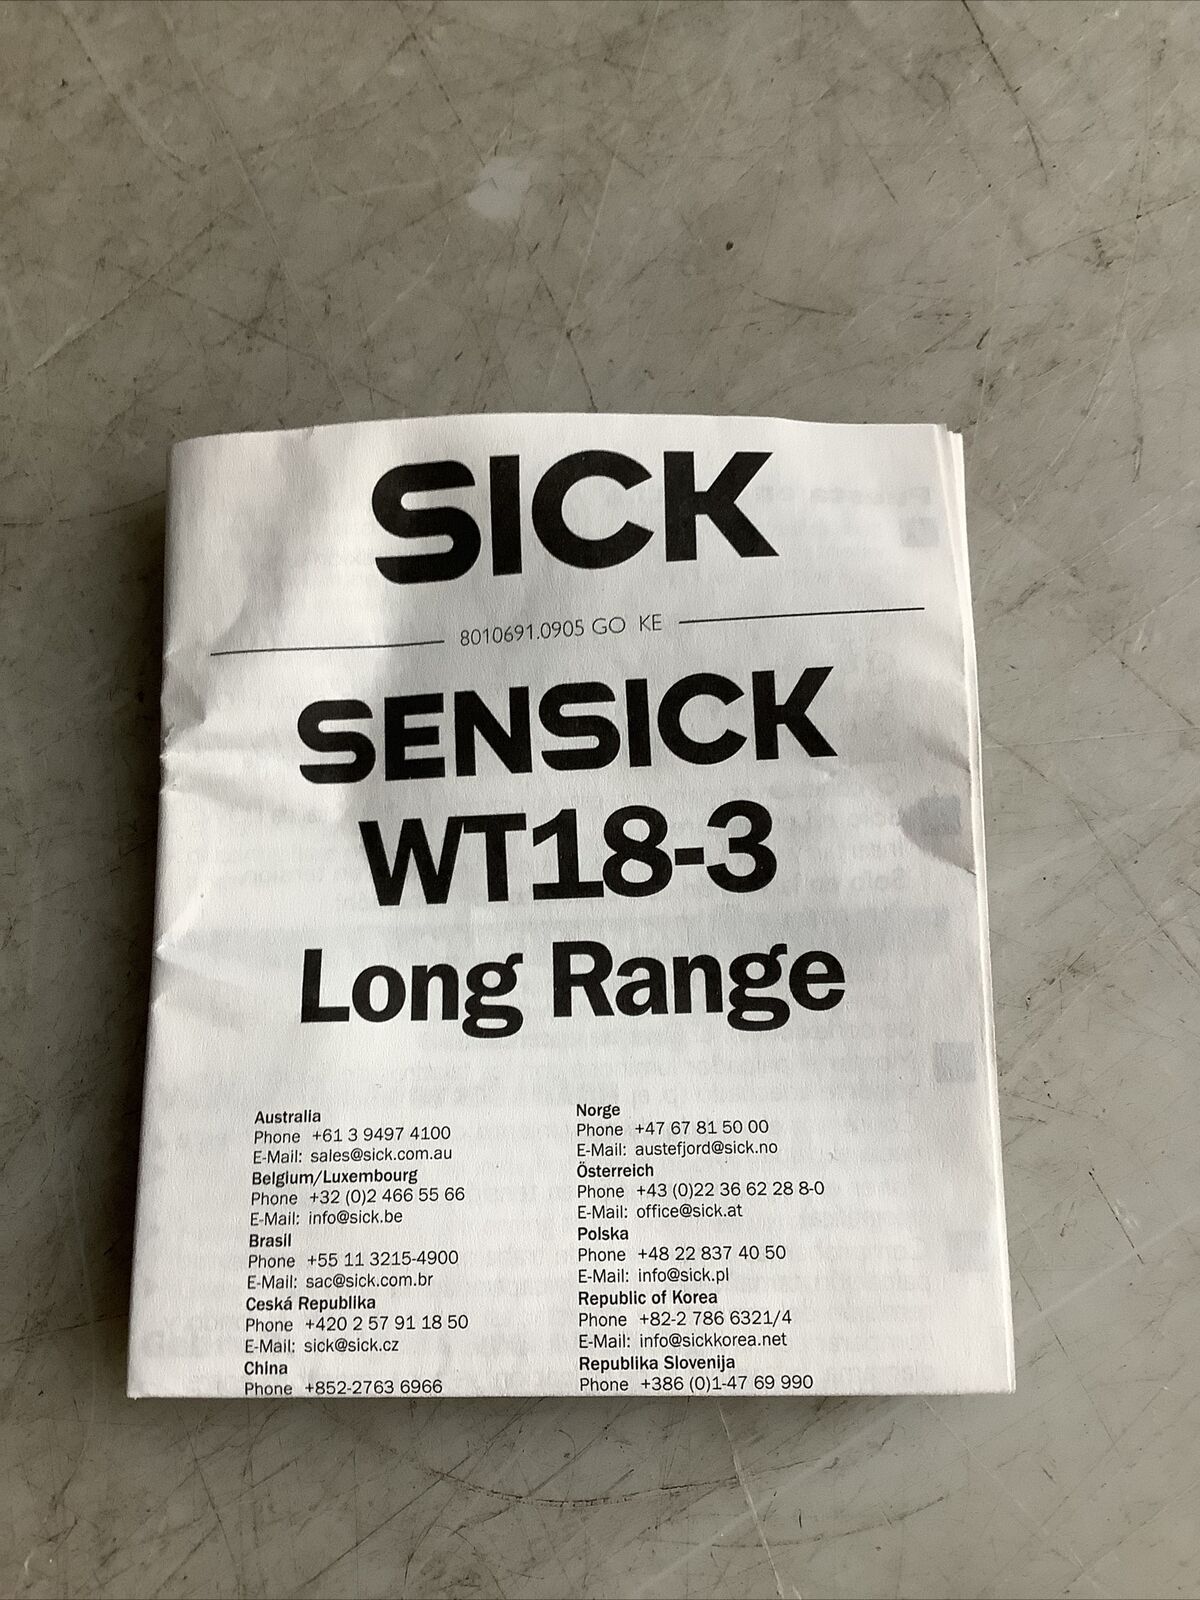 SICK
8010691.0905 GO KE
SENSICK
WT18-3
Long Range
Australia
Phone +61 3 9497 4100
E-Mail: sales@sick.com.au
Belgium/Luxembourg
Phone +32 (0)2 466 55 66
E-Mail: info@sick.be
Brasil
Phone +55 11 3215-4900
E-Mail: sac@sick.com.br
Ceská Republika
Phone +420 2 57 91 18 50
E-Mail: sick@sick.cz
China
Phone +852-2763 6966
Norge
Phone +47 67 81 50 00
E-Mail: austefjord@sick.no
Österreich
Phone +43 (0)22 36 62 28 8-0
E-Mail: office@sick.at
Polska
Phone +48 22 837 40 50
E-Mail: info@sick.pl
Republic of Korea
Phone +82-2 786 6321/4
E-Mail: info@sickkorea.net
Republika Slovenija
Phone +386 (0)1-47 69 990